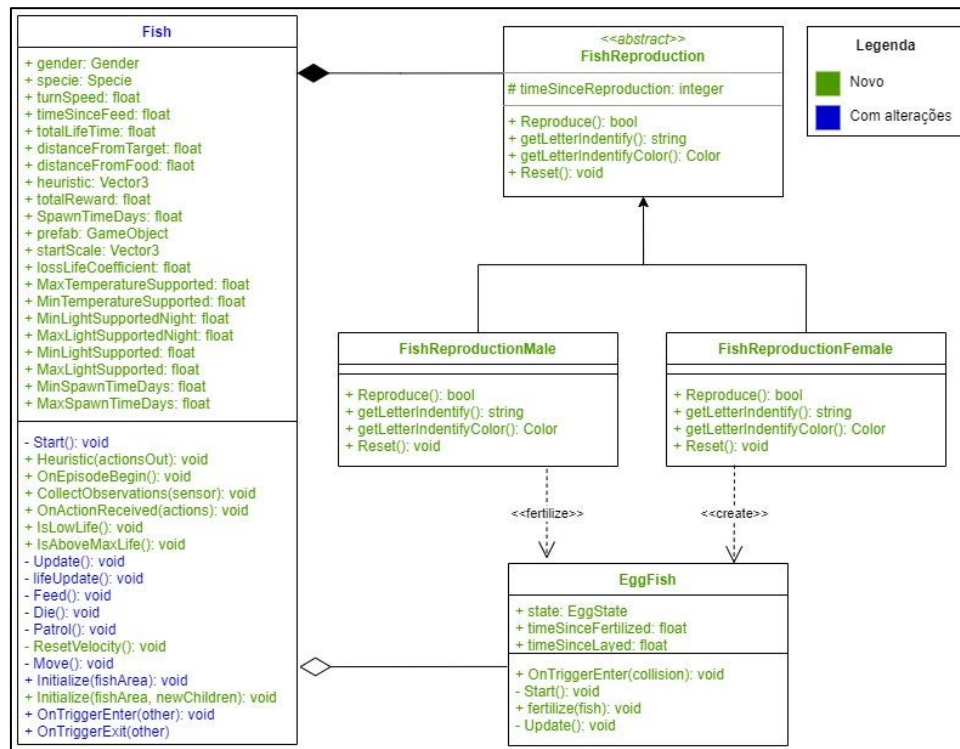 Fish
+ gender: Gender
+ specie: Specie
+ turnSpeed: float
+ timeSinceFeed: float
+ totalLifeTime: float
+ distanceFromTarget: float
+ distanceFromFood: flaot
+ heuristic: Vector3
+ totalReward: float
+ SpawnTimeDays: float
+ prefab: GameObject
+ startScale: Vector3
+ lossLifeCoefficient: float
+ MaxTemperatureSupported: float
+ MinTemperatureSupported: float
+ MinLightSupportedNight: float
+ MaxLightSupportedNight: float
+ MinLightSupported: float
+ MaxLightSupported: float
+ MinSpawnTimeDays: float
+ MaxSpawnTimeDays: float
- Start(): void
+ Heuristic(actionsOut): void
+ OnEpisodeBegin(): void
+ CollectObservations(sensor): void
+ OnActionReceived(actions): void
+ IsLowLife(): void
+ IsAboveMaxLife(): void
- Update(): void
- lifeUpdate(): void
- Feed(): void
- Die(): void
- Patrol(): void
- ResetVelocity(): void
- Move(): void
+ Initialize(fishArea): void
+ Initialize(fishArea, newChildren): void
+ OnTriggerEnter(other): void
+ OnTriggerExit(other)
<<abstract>>
FishReproduction
# timeSinceReproduction: integer
+ Reproduce(): bool
+ getLetterIndentify(): string
+ getLetterIndentifyColor(): Color
+ Reset(): void
Legenda
Novo
Com alterações
FishReproductionMale
+ Reproduce(): bool
+ getLetterIndentify(): string
+ getLetterIndentifyColor(): Color
+ Reset(): void
FishReproductionFemale
+ Reproduce(): bool
+ getLetterIndentify(): string
+ getLetterIndentifyColor(): Color
+ Reset(): void
<<fertilize>>
<<create>>
EggFish
+ state: EggState
+ timeSinceFertilized: float
+ timeSinceLayed: float
+ OnTriggerEnter(collision): void
- Start(): void
+ fertilize(fish): void
- Update(): void